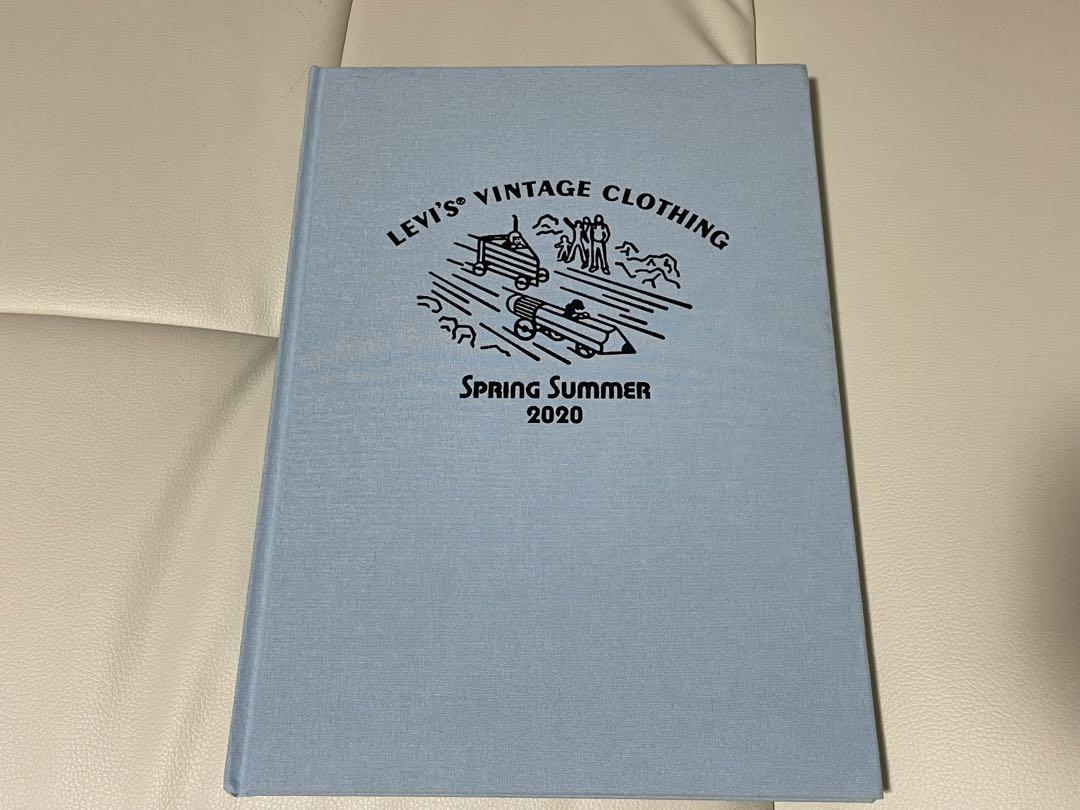 LEVI'S® VINTAGE CLOTHING
SPRING SUMMER
2020